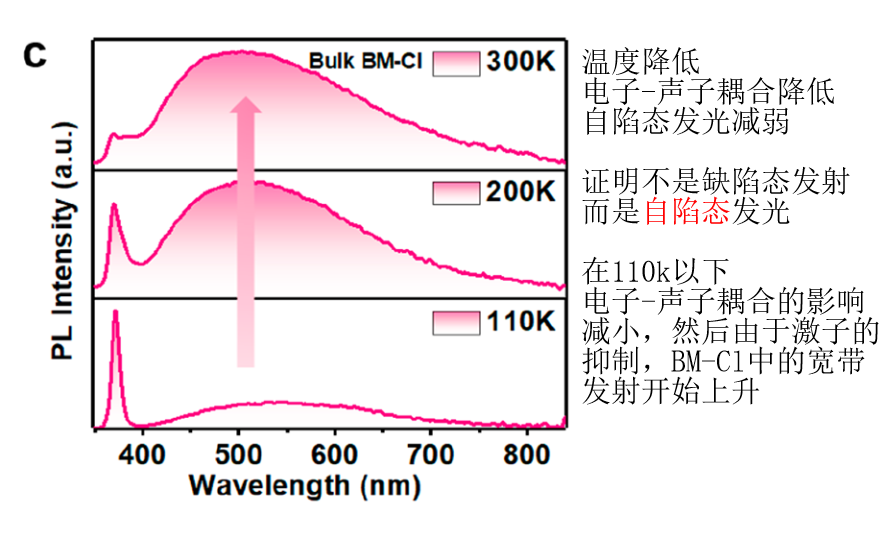 C
Bulk BM-Cl
300K
200K
110K
PL Intensity (a.u.)
400 500 600 700 800
Wavelength (nm)
温度降低
电子-声子耦合降低
自陷态发光减弱
证明不是缺陷态发射
而是自陷态发光
在110k以下
电子-声子耦合的影响
减小，然后由于激子的
抑制，BM-Cl中的宽带
发射开始上升